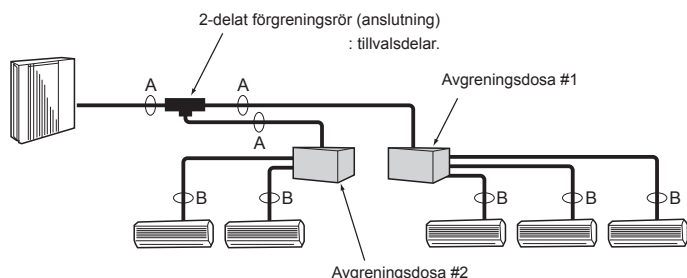 2-delat förgreningsrör (anslutning)
: tillvalsdelar.
A
A
Avgreningsdosa #1
A
B
B
B
B
B
Avgreningsdosa #2